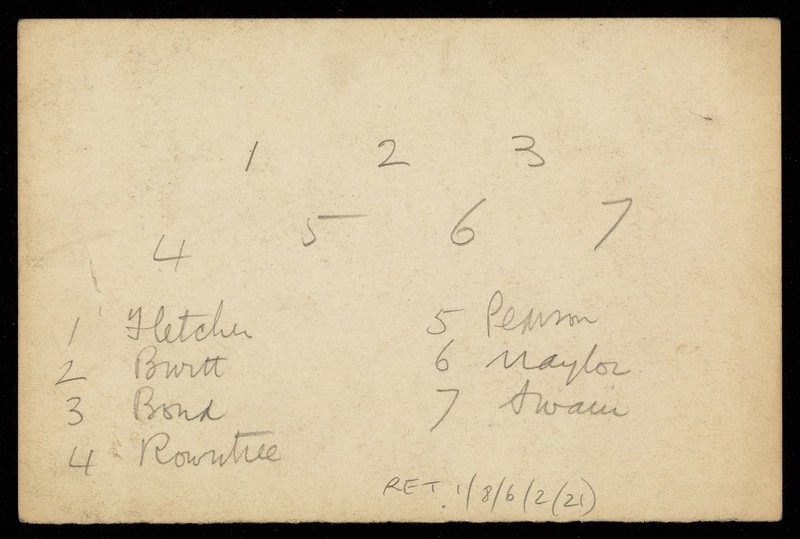 1 2 3
4 5 6 7
1 Fletcher
2 Burtt
3 Bond
4 Rowntree
5 Pearson
6 Naylor
7 Swain
RET. 1/8/6/2/(21)